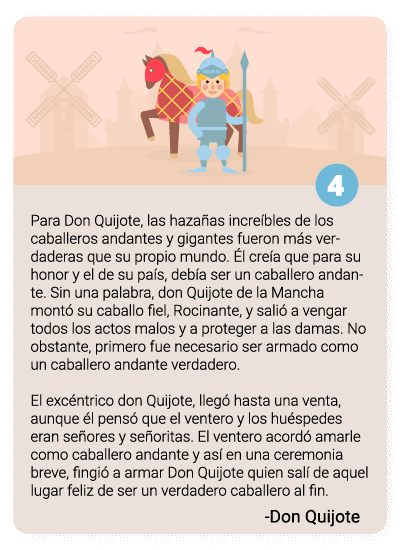 4
Para Don Quijote, las hazañas increíbles de los
caballeros andantes y gigantes fueron más ver-
daderas que su propio mundo. Él creía que para su
honor y el de su país, debía ser un caballero andan-
te. Sin una palabra, don Quijote de la Mancha
montó su caballo fiel, Rocinante, y salió a vengar
todos los actos malos y a proteger a las damas. No
obstante, primero fue necesario ser armado como
un caballero andante verdadero.
El excéntrico don Quijote, llegó hasta una venta,
aunque él pensó que el ventero y los huéspedes
eran señores y señoritas. El ventero acordó amarle
como caballero andante y así en una ceremonia
breve, fingió a armar Don Quijote quien salí de aquel
lugar feliz de ser un verdadero caballero al fin.
-Don Quijote